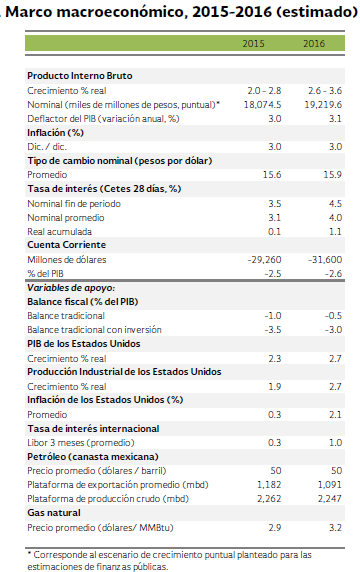 . Marco macroeconómico, 2015-2016 (estimado)
2015 2016
Producto Interno Bruto
Crecimiento % real 2.0 - 2.8 2.6 - 3.6
Nominal (miles de millones de pesos, puntual)* 18,074.5 19,219.6
Deflactor del PIB (variación anual, %) 3.0 3.1
Inflación (%)
Dic. / dic. 3.0 3.0
Tipo de cambio nominal (pesos por dólar)
Promedio 15.6 15.9
Tasa de interés (Cetes 28 días, %)
Nominal fin de periodo 3.5 4.5
Nominal promedio 3.1 4.0
Real acumulada 0.1 1.1
Cuenta Corriente
Millones de dólares -29,260 -31,600
% del PIB -2.5 -2.6
Variables de apoyo:
Balance fiscal (% del PIB)
Balance tradicional -1.0 -0.5
Balance tradicional con inversión -3.5 -3.0
PIB de los Estados Unidos
Crecimiento % real 2.3 2.7
Producción Industrial de los Estados Unidos
Crecimiento % real 1.9 2.7
Inflación de los Estados Unidos (%)
Promedio 0.3 2.1
Tasa de interés internacional
Libor 3 meses (promedio) 0.3 1.0
Petróleo (canasta mexicana)
Precio promedio (dólares / barril) 50 50
Plataforma de exportación promedio (mbd) 1,182 1,091
Plataforma de producción crudo (mbd) 2,262 2,247
Gas natural
Precio promedio (dólares/ MMBtu) 2.9 3.2
* Corresponde al escenario de crecimiento puntual planteado para las
estimaciones de finanzas públicas.